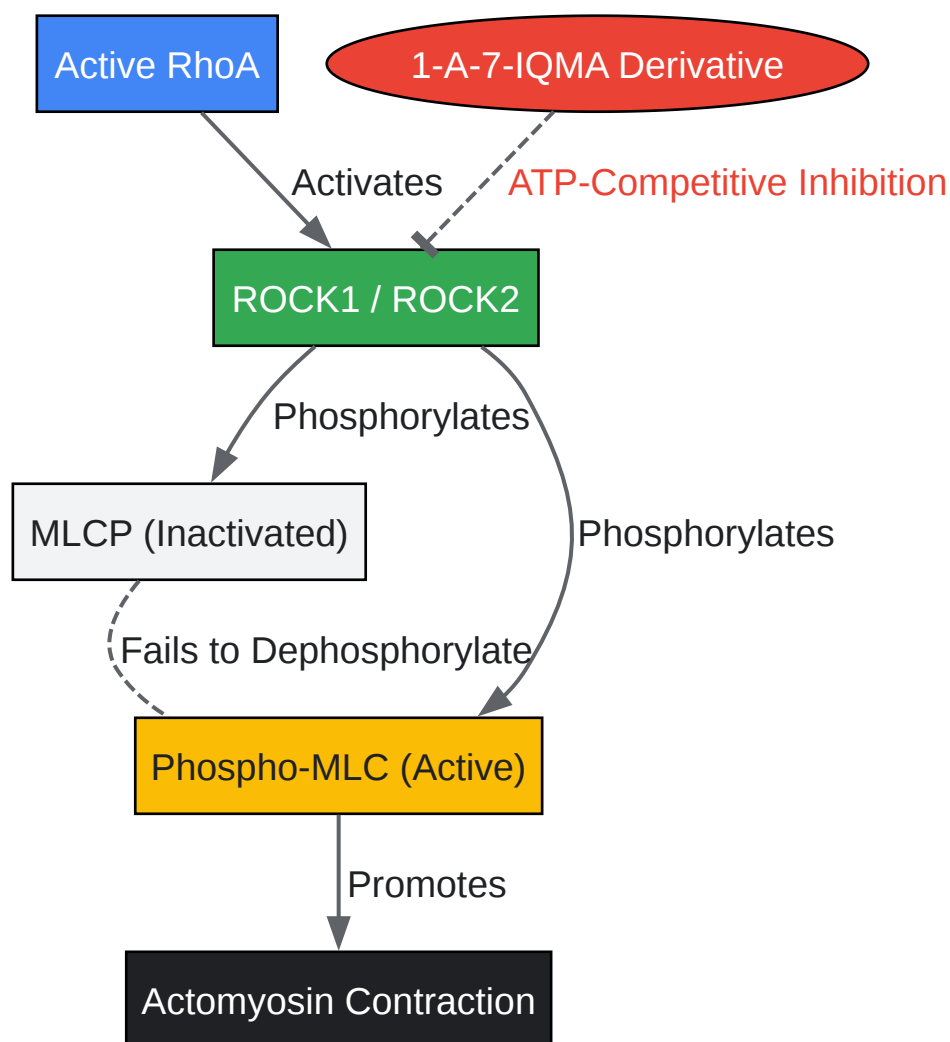 Active RhoA
1-A-7-IQMA Derivative
Activates
ATP-Competitive Inhibition
ROCK1 / ROCK2
Phosphorylates
MLCP (Inactivated)
Phosphorylates
Fails to Dephosphorylate
Phospho-MLC (Active)
Promotes
Actomyosin Contraction